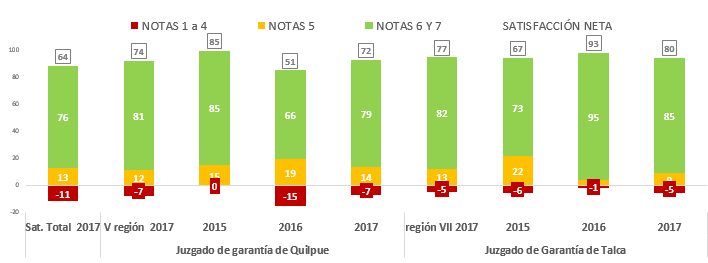 NOTAS 1 a 4 NOTAS 5 NOTAS 6 Y 7 SATISFACCIÓN NETA
64 74 85 51 72 77 67 93 80
100
80
60
40
20
0
-20
76 81 85 66 79 82 73 95 85
13 12 15 19 14 13 22 9
-11 -7 0 -15 -7 -5 -6 -1 -5
Sat. Total 2017 V región 2017 2015 2016 2017 región VII 2017 2015 2016 2017
Juzgado de garantía de Quilpue Juzgado de Garantía de Talca